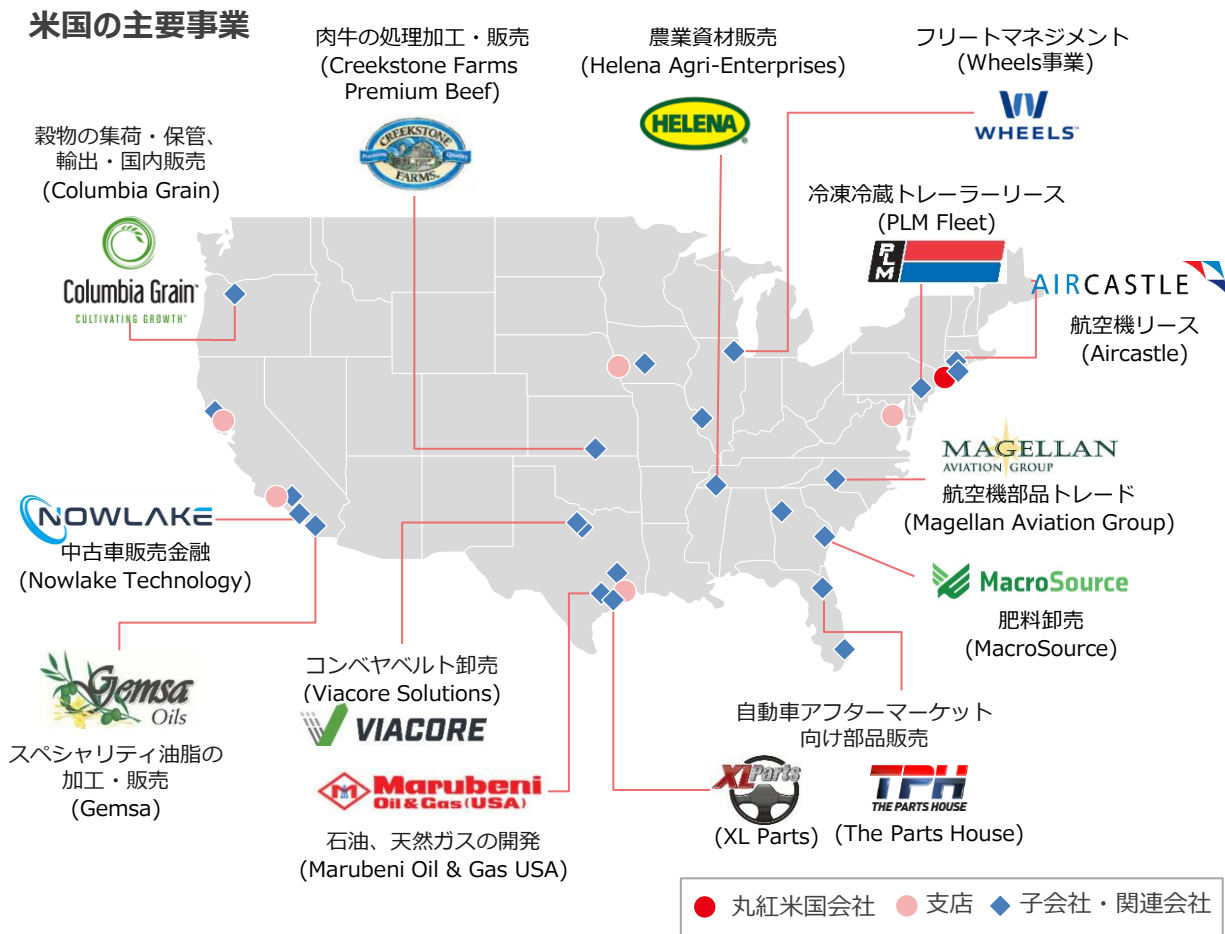 米国の主要事業
肉牛の処理加工・販売
(Creekstone Farms
Premium Beef)
CREEKSTONE
Premium Quality
FARMS
農業資材販売
(Helena Agri-Enterprises)
HELENA
フリートマネジメント
(Wheels事業)
WHEELS
穀物の集荷・保管、
輸出・国内販売
(Columbia Grain)
Columbia Grain
CULTIVATING GROWTH
冷凍冷蔵トレーラーリース
(PLM Fleet)
PLM
AIRCASTLE
航空機リース
(Aircastle)
MAGELLAN
AVIATION GROUP
航空機部品トレード
(Magellan Aviation Group)
NOWLAKE
中古車販売金融
(Nowlake Technology)
MacroSource
肥料卸売
(MacroSource)
Gemsa
Oils
スペシャリティ油脂の
加工・販売
(Gemsa)
コンベヤベルト卸売
(Viacore Solutions)
VIACORE
Marubeni
Oil & Gas (USA)
石油、天然ガスの開発
(Marubeni Oil & Gas USA)
自動車アフターマーケット
向け部品販売
XL Parts
(XL Parts)
TPH
THE PARTS HOUSE
(The Parts House)
丸紅米国会社 支店 子会社・関連会社